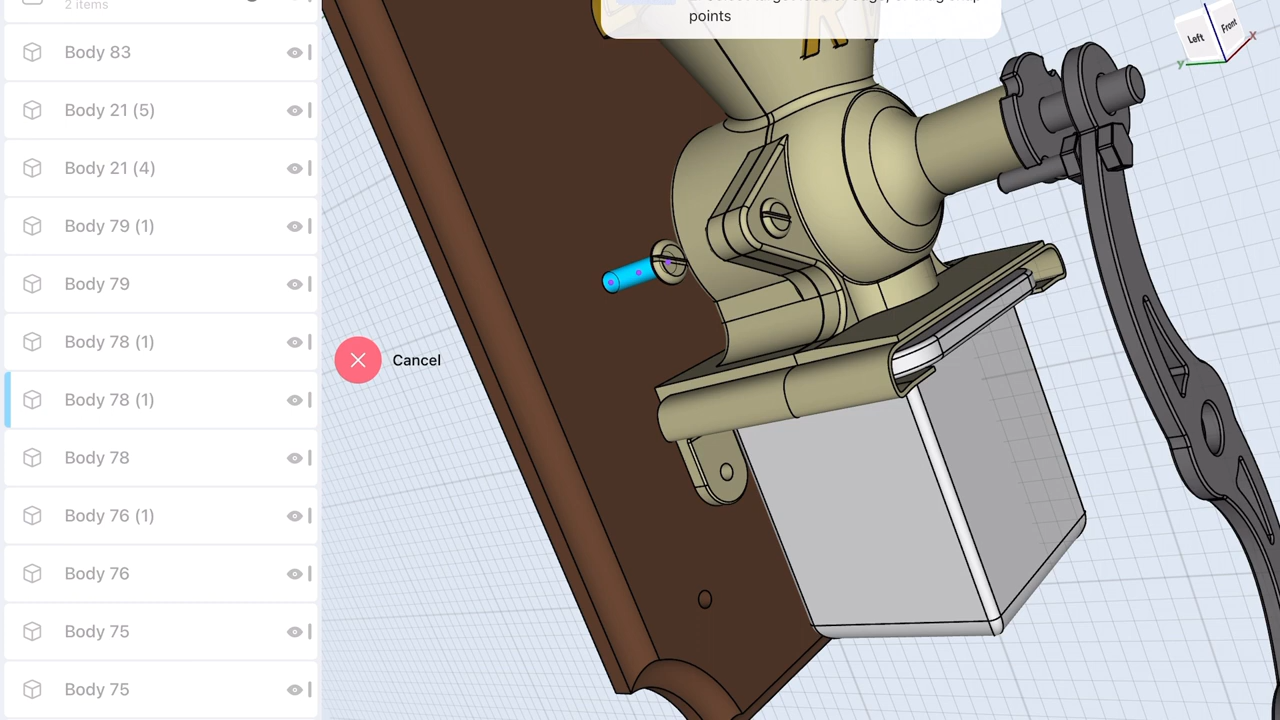 2 items
points
Body 83
Body 21 (5)
Body 21 (4)
Body 79 (1)
Body 79
Body 78 (1)
Body 78 (1)
Body 78
Body 76 (1)
Body 76
Body 75
Body 75
Cancel
R
Left
Front
X
Y